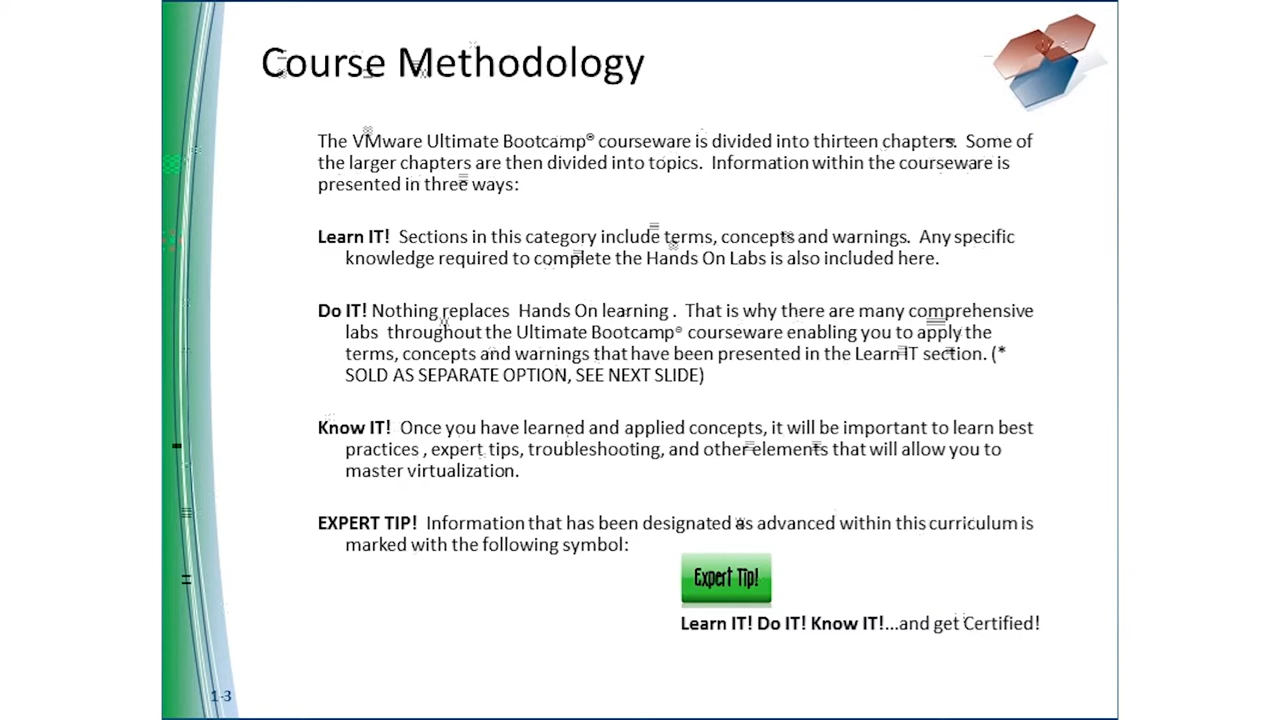 Course Methodology
The VMware Ultimate Bootcamp® courseware is divided into thirteen chapters. Some of
the larger chapters are then divided into topics. Information within the courseware is
presented in three ways:
Learn IT! Sections in this category include terms, concepts and warnings. Any specific
knowledge required to complete the Hands On Labs is also included here.
Do IT! Nothing replaces Hands On learning . That is why there are many comprehensive
labs throughout the Ultimate Bootcamp® courseware enabling you to apply the
terms, concepts and warnings that have been presented in the Learn IT section. (*
SOLD AS SEPARATE OPTION, SEE NEXT SLIDE)
Know IT! Once you have learned and applied concepts, it will be important to learn best
practices , expert tips, troubleshooting, and other elements that will allow you to
master virtualization.
EXPERT TIP! Information that has been designated as advanced within this curriculum is
marked with the following symbol:
Expert Tip!
Learn IT! Do IT! Know IT!...and get Certified!
1-3